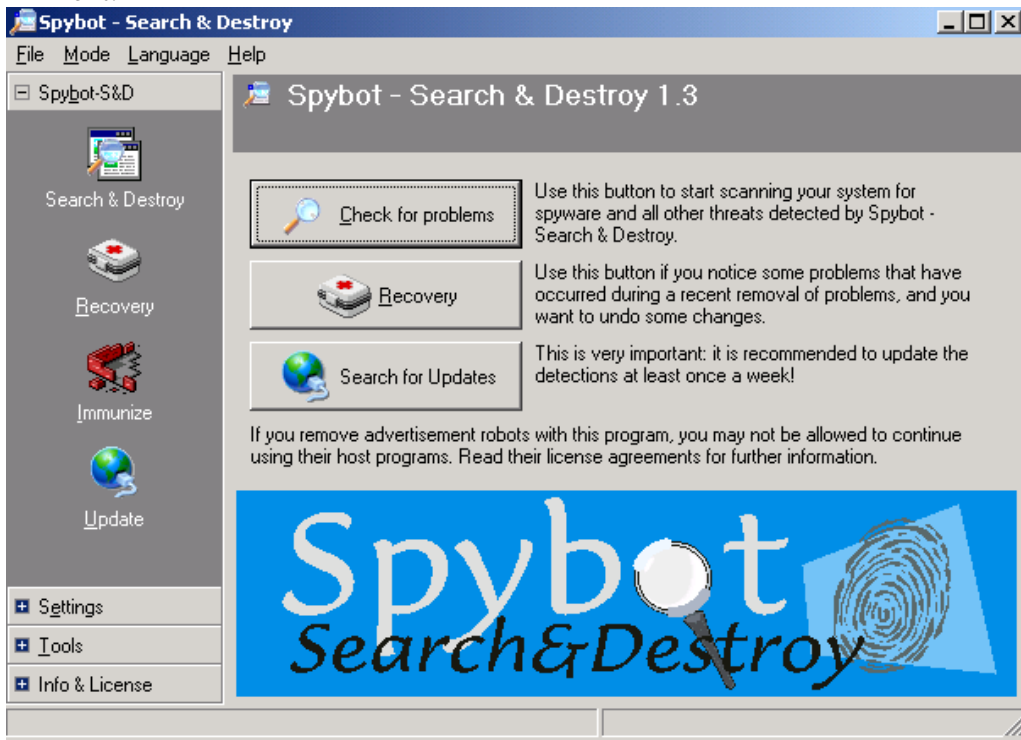 Spybot - Search & Destroy
File Mode Language Help
Spybot-S&D
Search & Destroy
Recovery
Immunize
Update
Settings
Tools
Info & License
Spybot - Search & Destroy 1.3
Check for problems
Use this button to start scanning your system for
spyware and all other threats detected by Spybot -
Search & Destroy.
Recovery
Use this button if you notice some problems that have
occurred during a recent removal of problems, and you
want to undo some changes.
Search for Updates
This is very important: it is recommended to update the
detections at least once a week!
If you remove advertisement robots with this program, you may not be allowed to continue
using their host programs. Read their license agreements for further information.
Spybot
Search&Destroy